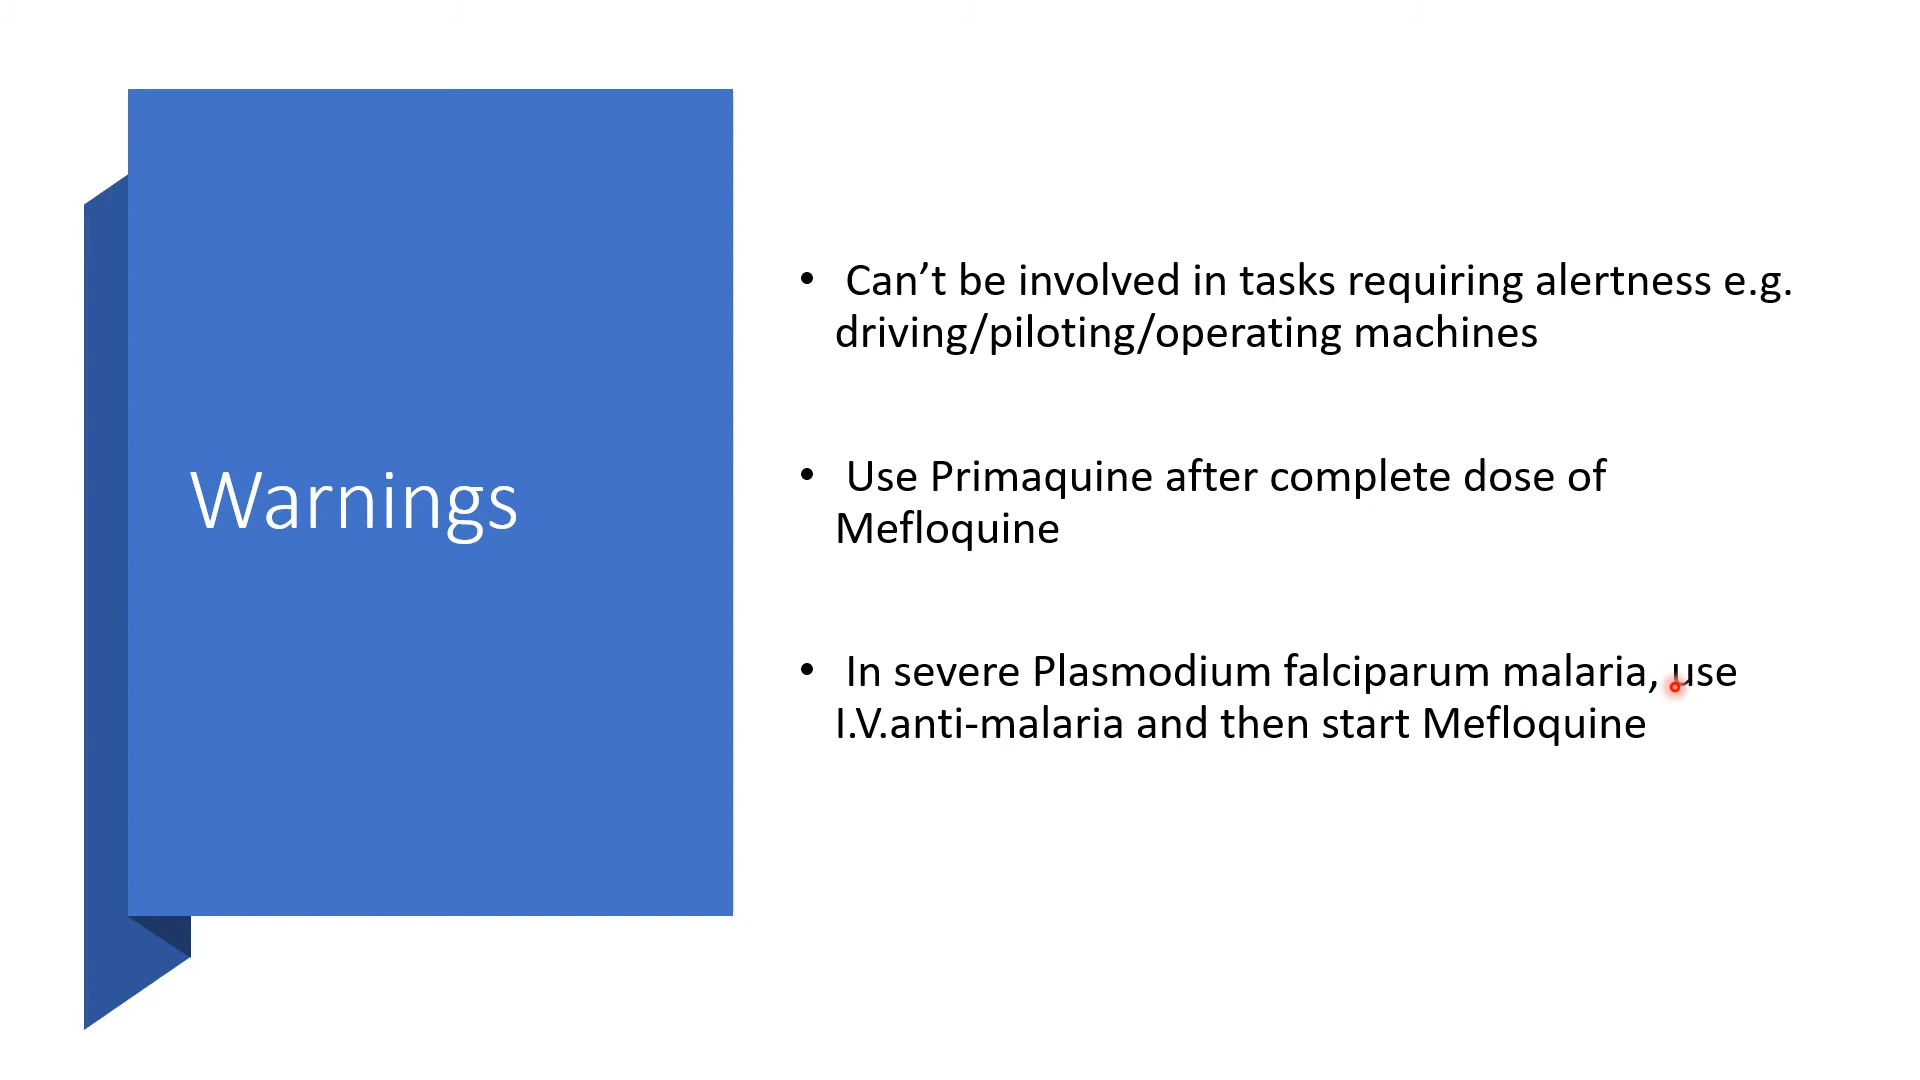 Warnings
• Can’t be involved in tasks requiring alertness e.g.
driving/piloting/operating machines
• Use Primaquine after complete dose of
Mefloquine
• In severe Plasmodium falciparum malaria, use
I.V.anti-malaria and then start Mefloquine